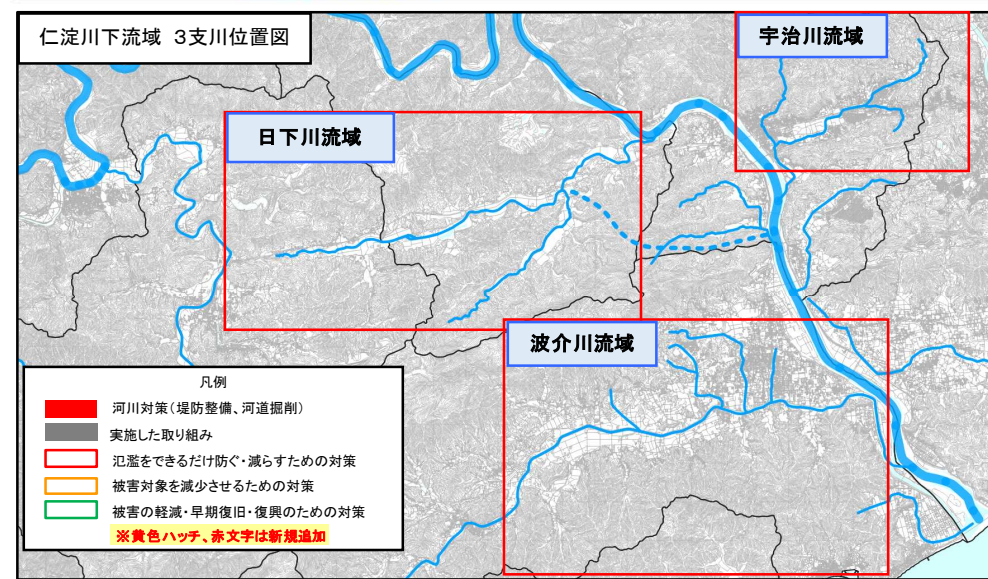 仁淀川下流域 3支川位置図
宇治川流域
日下川流域
波介川流域
凡例
河川対策(堤防整備、河道掘削)
実施した取り組み
氾濫をできるだけ防ぐ・減らすための対策
被害対象を減少させるための対策
被害の軽減・早期復旧・復興のための対策
※黄色ハッチ、赤文字は新規追加